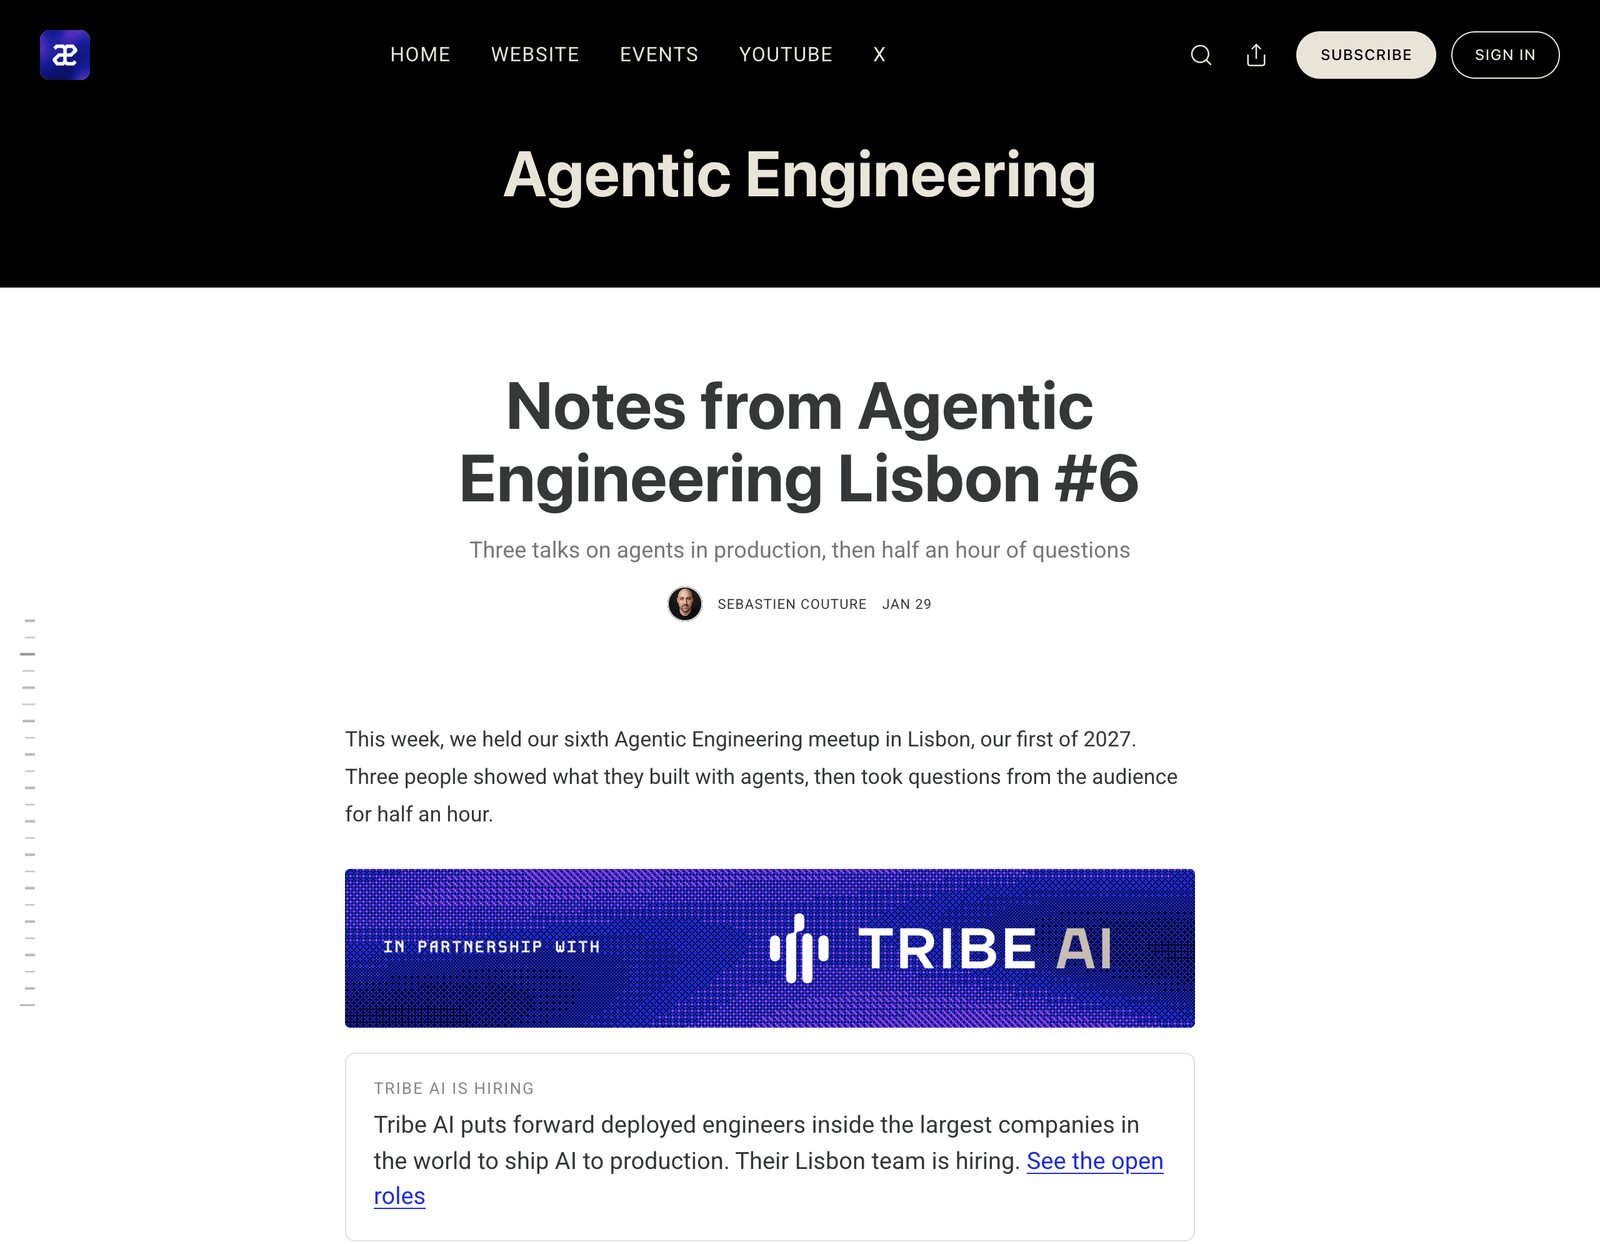 æ
HOME WEBSITE EVENTS YOUTUBE X
SUBSCRIBE SIGN IN
Agentic Engineering
Notes from Agentic
Engineering Lisbon #6
Three talks on agents in production, then half an hour of questions
SEBASTIEN COUTURE JAN 29
This week, we held our sixth Agentic Engineering meetup in Lisbon, our first of 2027.
Three people showed what they built with agents, then took questions from the audience
for half an hour.
IN PARTNERSHIP WITH TRIBE AI
TRIBE AI IS HIRING
Tribe AI puts forward deployed engineers inside the largest companies in
the world to ship AI to production. Their Lisbon team is hiring. See the open
roles